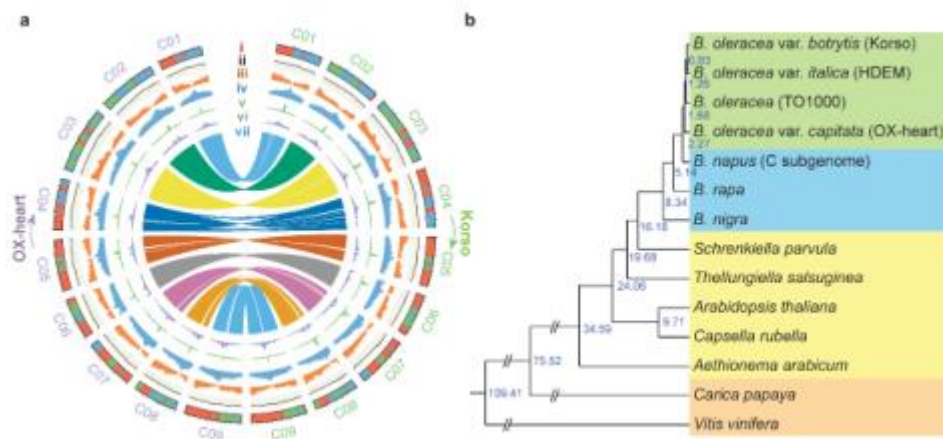 a
b
C01
C01
C02
C02
C03
C03
C04
C04
C05
C05
C06
C06
C07
C07
C08
C08
C09
C09
i
ii
iii
iv
v
vi
vii
OX-heart
Korso
B. oleracea var. botrytis (Korso)
0.83
B. oleracea var. italica (HDEM)
1.25
B. oleracea (TO1000)
1.68
B. oleracea var. capitata (OX-heart)
2.27
B. napus (C subgenome)
5.14
B. rapa
8.34
B. nigra
16.18
Schrenkiella parvula
19.68
Thellungiella salsuginea
24.06
Arabidopsis thaliana
9.71
Capsella rubella
34.59
Aethionema arabicum
75.52
Carica papaya
109.41
Vitis vinifera